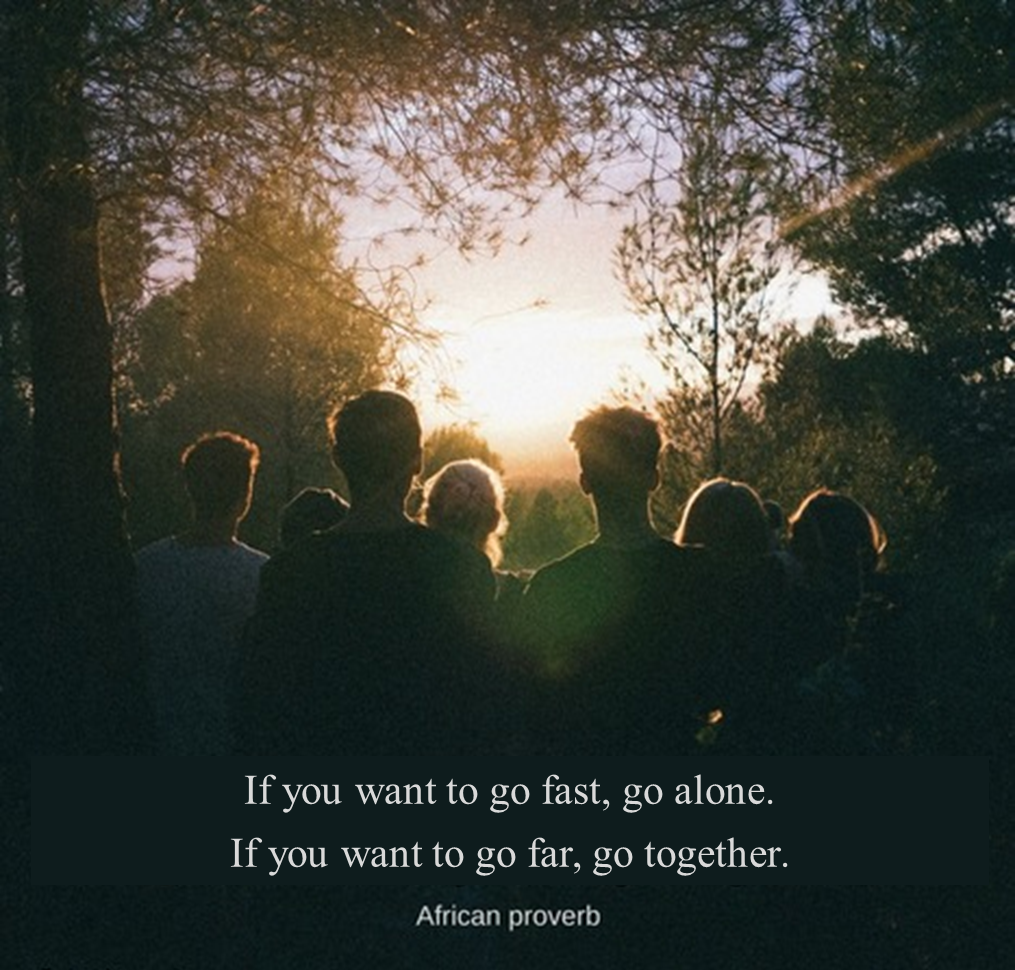 If you want to go fast, go alone.
If you want to go far, go together.
African proverb